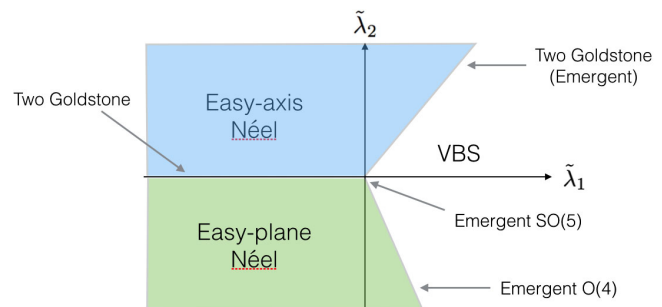 λ̃₂
Two Goldstone
(Emergent)
Two Goldstone
Easy-axis
Néel
VBS
λ̃₁
Emergent SO(5)
Easy-plane
Néel
Emergent O(4)